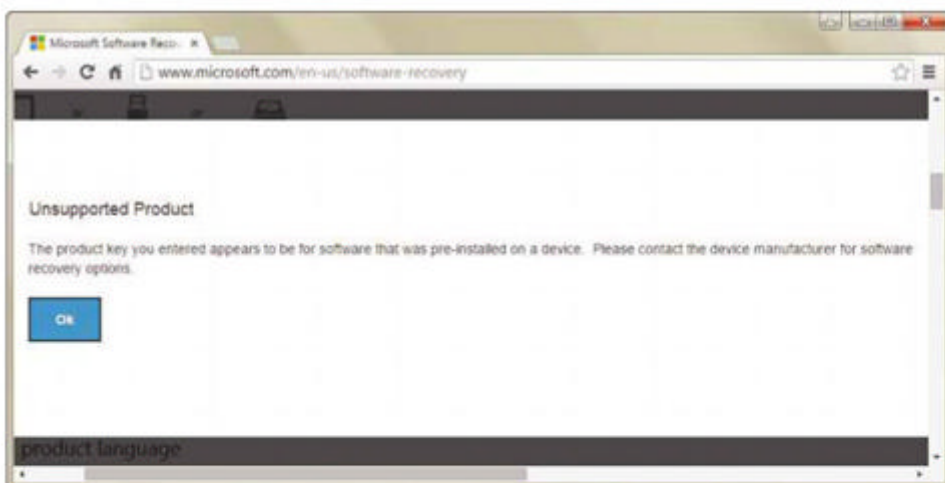 Microsoft Software Reco
www.microsoft.com/en-us/software-recovery
Unsupported Product
The product key you entered appears to be for software that was pre-installed on a device. Please contact the device manufacturer for software
recovery options.
Ok
product language